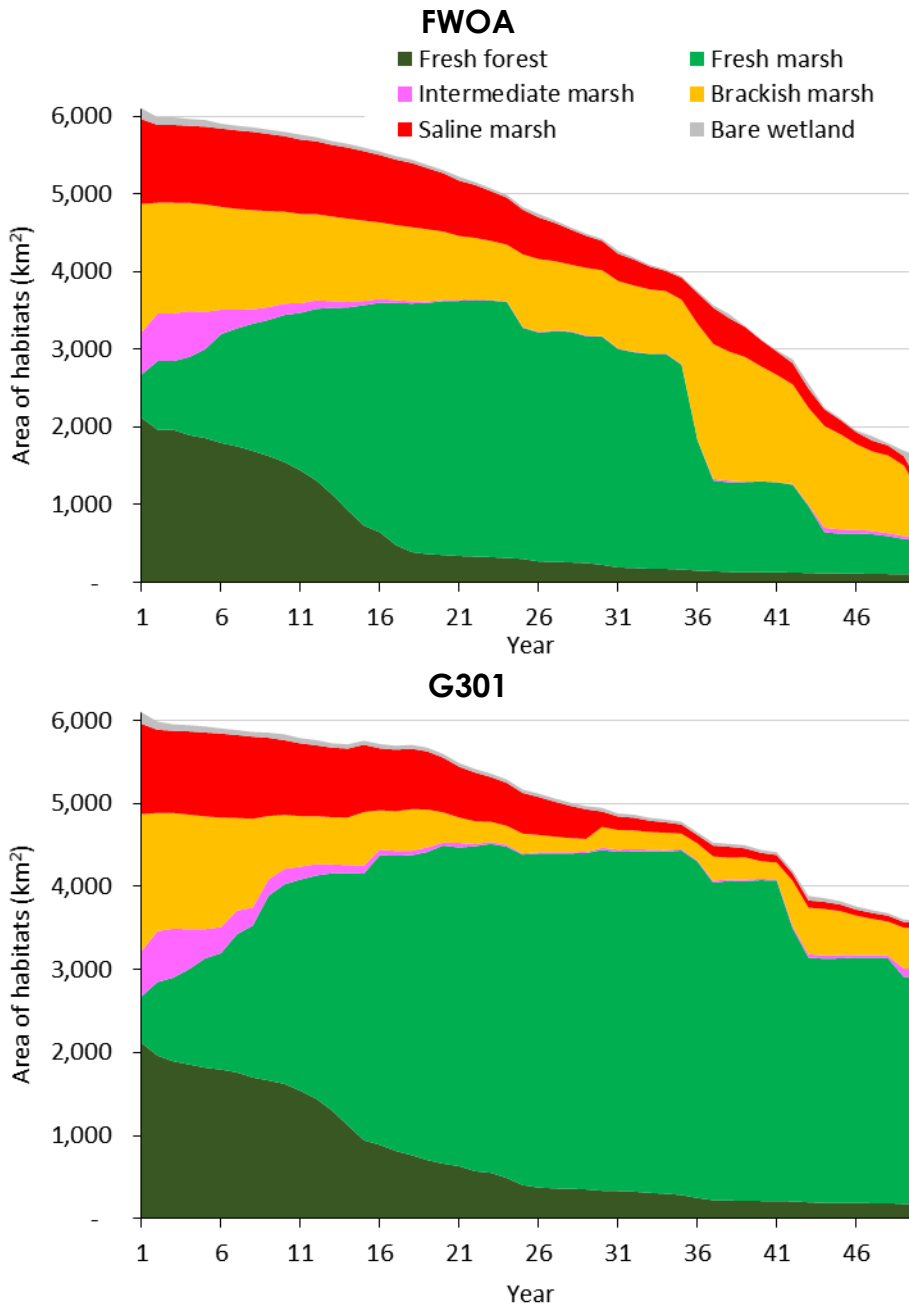 FWOA
Fresh forest Fresh marsh
Intermediate marsh Brackish marsh
Saline marsh Bare wetland
Area of habitats (km²)
6,000
5,000
4,000
3,000
2,000
1,000
-
1 6 11 16 21 26 31 36 41 46
Year
G301
Area of habitats (km²)
6,000
5,000
4,000
3,000
2,000
1,000
-
1 6 11 16 21 26 31 36 41 46
Year